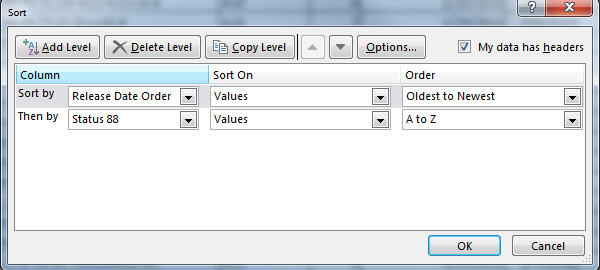 Sort
Add Level Delete Level Copy Level Options... My data has headers
Column Sort On Order
Sort by Release Date Order Values Oldest to Newest
Then by Status 88 Values A to Z
OK Cancel